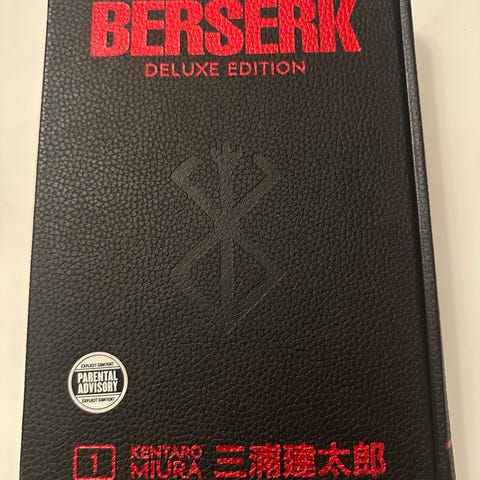 BERSERK
DELUXE EDITION
EXPLICIT CONTENT
PARENTAL
ADVISORY
EXPLICIT CONTENT
1
KENTARO
MIURA
三浦建太郎